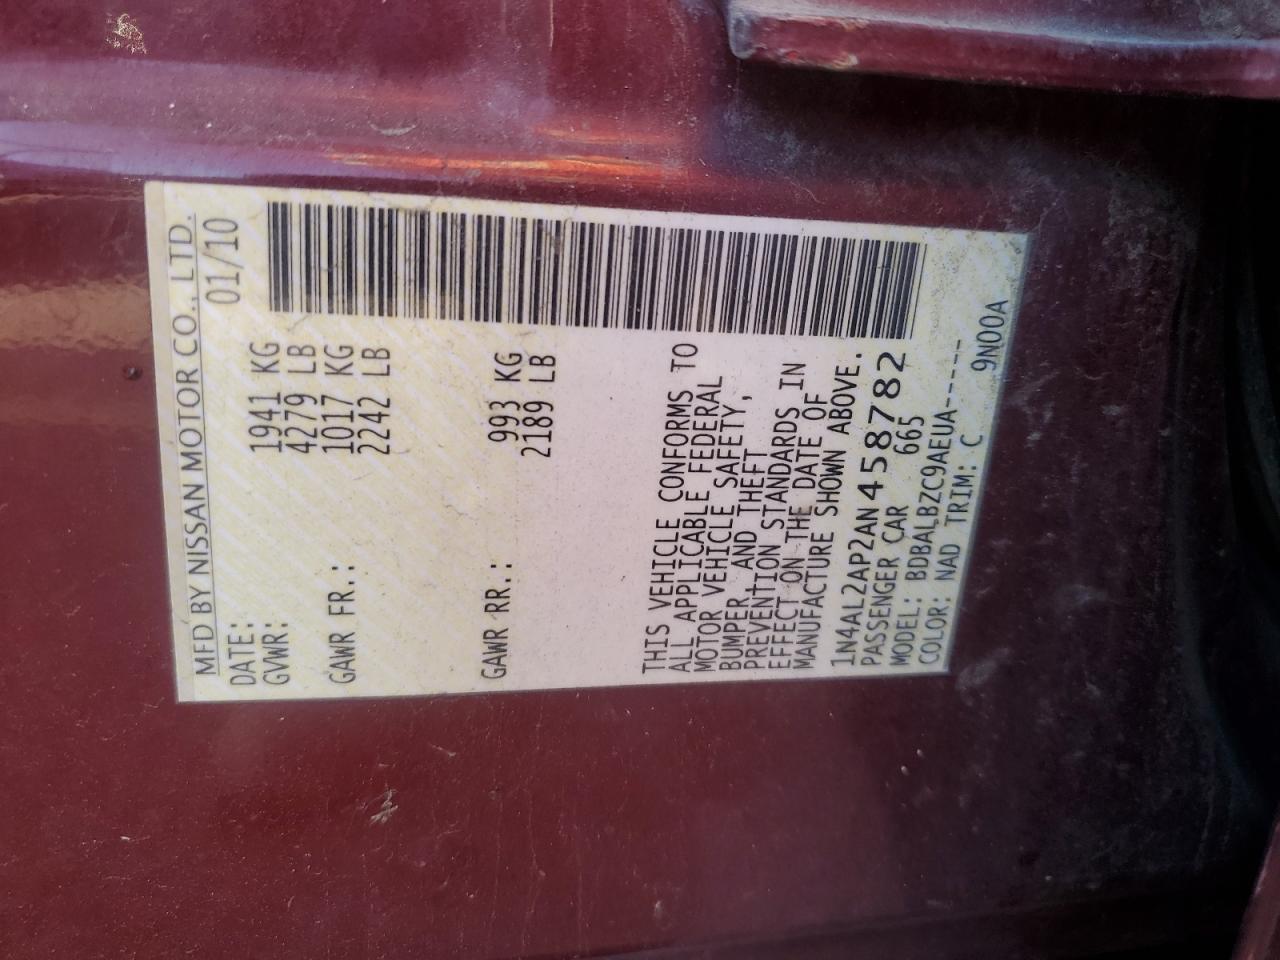 MFD BY NISSAN MOTOR CO., LTD.
DATE: 01/10
GVWR: 1941 KG
4279 LB
GAWR FR.: 1017 KG
2242 LB
GAWR RR.: 993 KG
2189 LB
THIS VEHICLE CONFORMS TO
ALL APPLICABLE FEDERAL
MOTOR VEHICLE SAFETY,
BUMPER AND THEFT
PREVENTION STANDARDS IN
EFFECT ON THE DATE OF
MANUFACTURE SHOWN ABOVE.
1N4AL2AP2AN458782
PASSENGER CAR 665
MODEL: BDBALBZC9AEUA-----
COLOR: NAD TRIM: C 9N00A